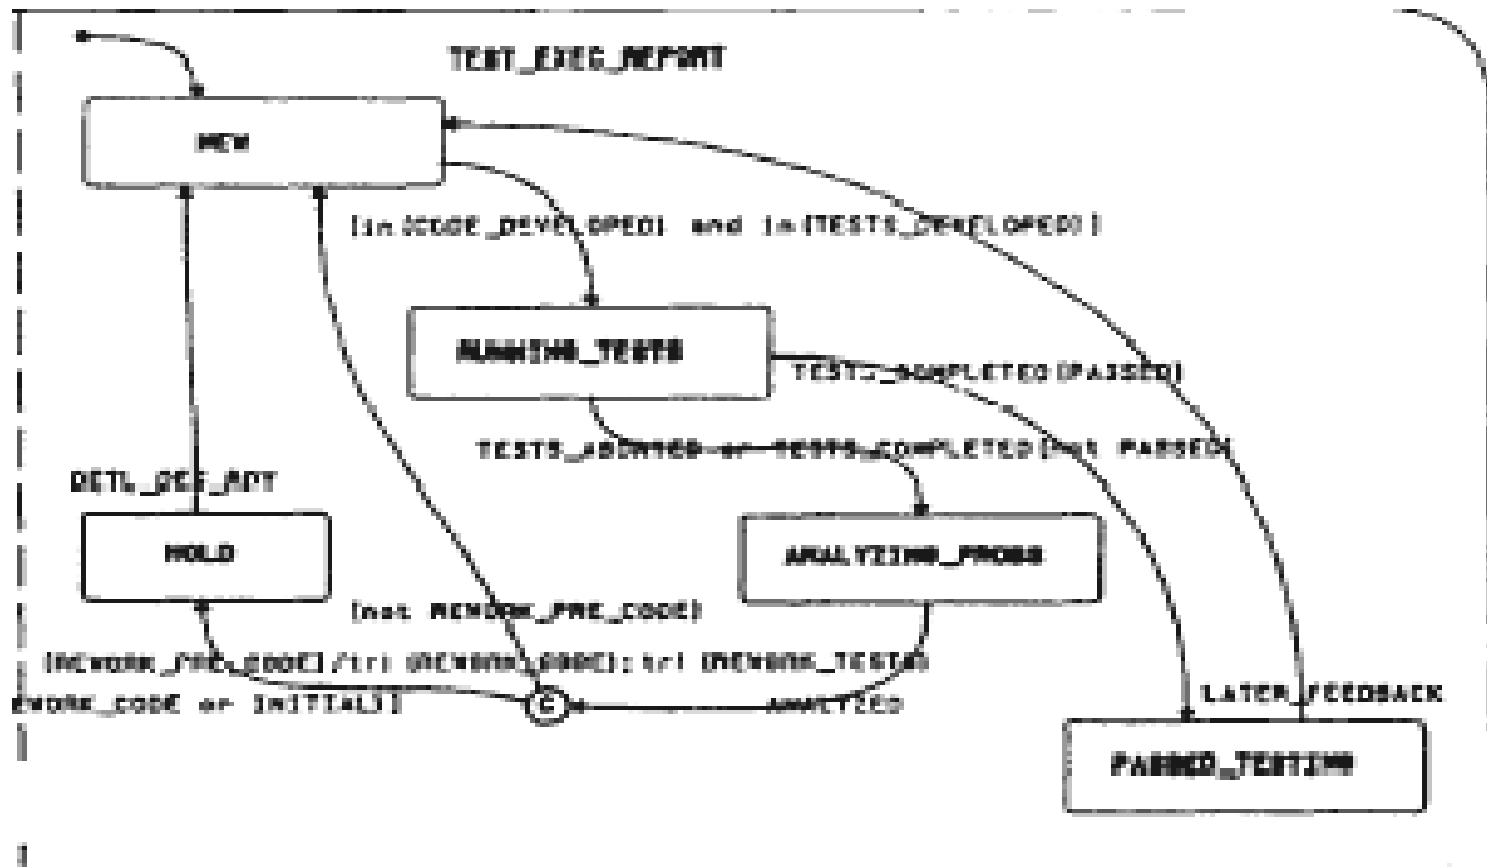 TEST_EXEC_REPORT
NEW
[in(CODE_DEVELOPED) and in(TESTS_DEVELOPED)]
RUNNING_TESTS
TESTS_COMPLETED[PASSED]
TESTS_ABORTED or TESTS_COMPLETED[not PASSED]
DETL_DES_RDY
HOLD
ANALYZING_PROBS
[not REWORK_PRE_CODE]
[REWORK_PRE_CODE]/tr!(REWORK_CODE);tr!(REWORK_TESTS)
EWORK_CODE or INITIAL)]
C
ANALYZED
LATER_FEEDBACK
PASSED_TESTING